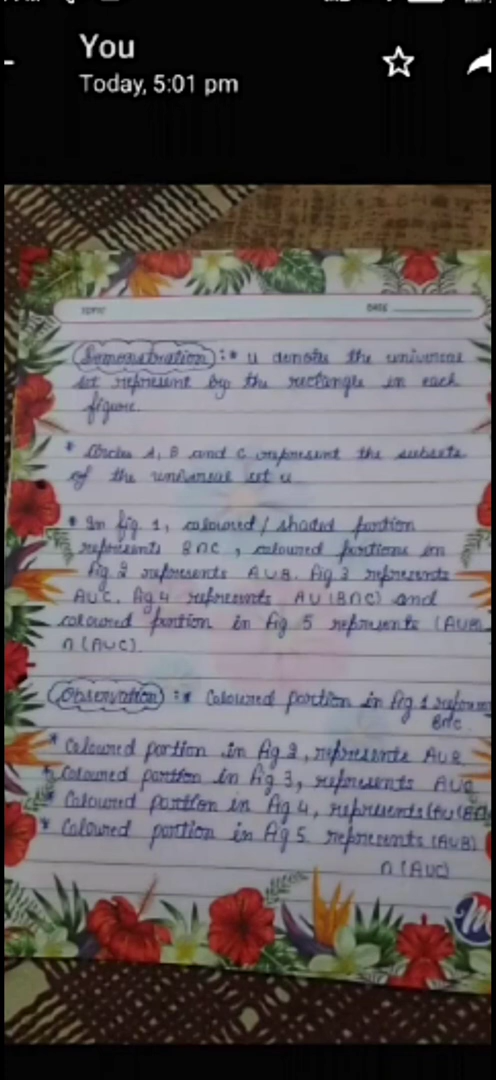 You
Today, 5:01 pm
DATE
Demonstration :* U denote the universal
set represent by the rectangle in each
figure.
* Circles A, B and C represent the subsets
of the universal set U
* In fig 1, coloured / shaded portion
represents B∩C, coloured portions in
fig 2 represents A∪B. fig 3 represents
A∪C. fig 4 represents A∪(B∩C) and
coloured portion in fig 5 represents (A∪B)
∩(A∪C).
Observation :* Coloured portion in fig 1
B∩C
* Coloured portion in fig 2, represents A∪B
* Coloured portion in fig 3, represents A∪C
* Coloured portion in fig 4, represents (A∪(B∩
* Coloured portion in fig 5 represents (A∪B)
∩(A∪C)
M